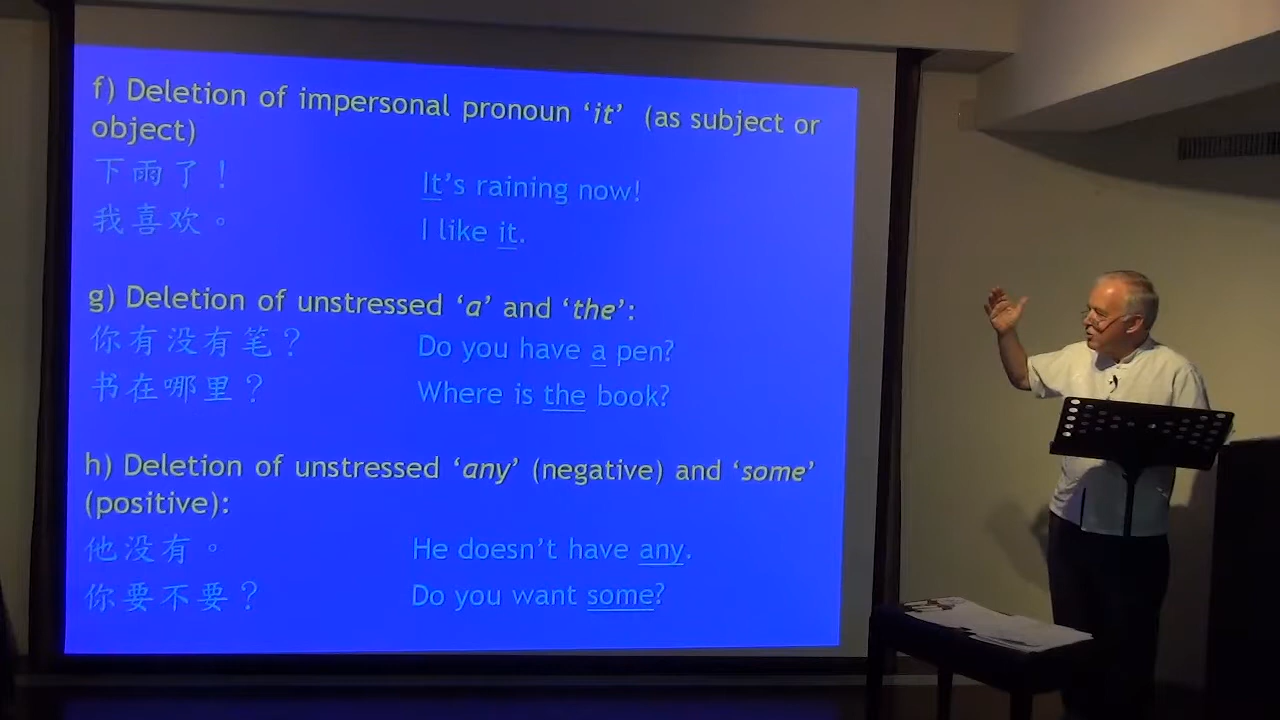 f) Deletion of impersonal pronoun ‘it’ (as subject or
object)
下雨了！ It’s raining now!
我喜欢。 I like it.
g) Deletion of unstressed ‘a’ and ‘the’:
你有没有笔？ Do you have a pen?
书在哪里？ Where is the book?
h) Deletion of unstressed ‘any’ (negative) and ‘some’
(positive):
他没有。 He doesn’t have any.
你要不要？ Do you want some?